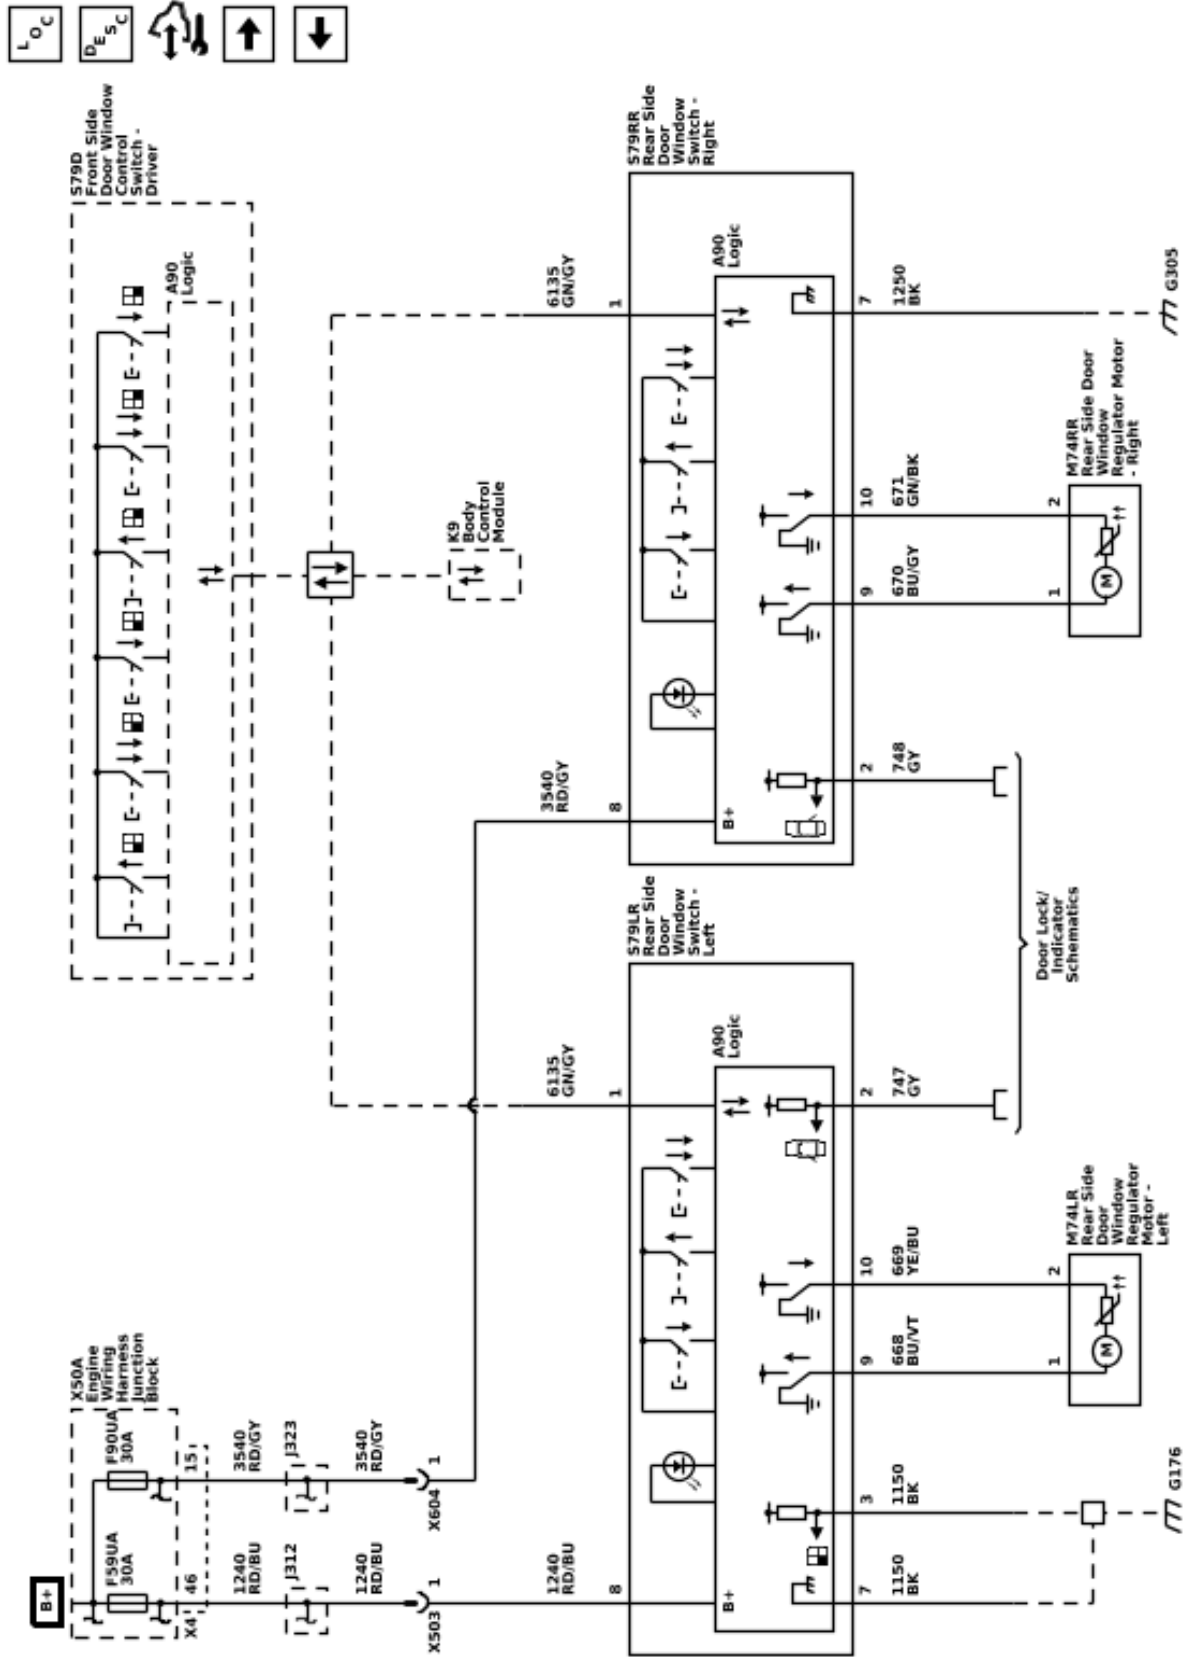 LOC
DESC
B+
X50A
Engine
Wiring
Harness
Junction
Block
F59UA
30A
F90UA
30A
X4
46
15
1240
RD/BU
3540
RD/GY
J312
J323
1240
RD/BU
3540
RD/GY
X503
1
X604
1
S79D
Front Side
Door Window
Control
Switch -
Driver
A90
Logic
K9
Body
Control
Module
1240
RD/BU
8
6135
GN/GY
1
3540
RD/GY
8
6135
GN/GY
1
S79LR
Rear Side
Door
Window
Switch -
Left
A90
Logic
B+
S79RR
Rear Side
Door
Window
Switch -
Right
A90
Logic
B+
7
1150
BK
3
1150
BK
9
668
BU/VT
10
669
YE/BU
2
747
GY
2
748
GY
9
670
BU/GY
10
671
GN/BK
7
1250
BK
1
2
M
M74LR
Rear Side
Door
Window
Regulator
Motor -
Left
Door Lock/
Indicator
Schematics
1
2
M
M74RR
Rear Side Door
Window
Regulator Motor
- Right
G176
G305